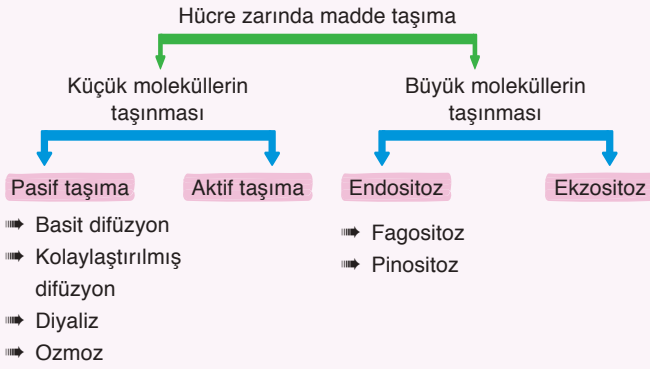 Hücre zarında madde taşıma
Küçük moleküllerin
taşınması
Büyük moleküllerin
taşınması
Pasif taşıma
Aktif taşıma
Endositoz
Ekzositoz
Basit difüzyon
Kolaylaştırılmış
difüzyon
Diyaliz
Ozmoz
Fagositoz
Pinositoz